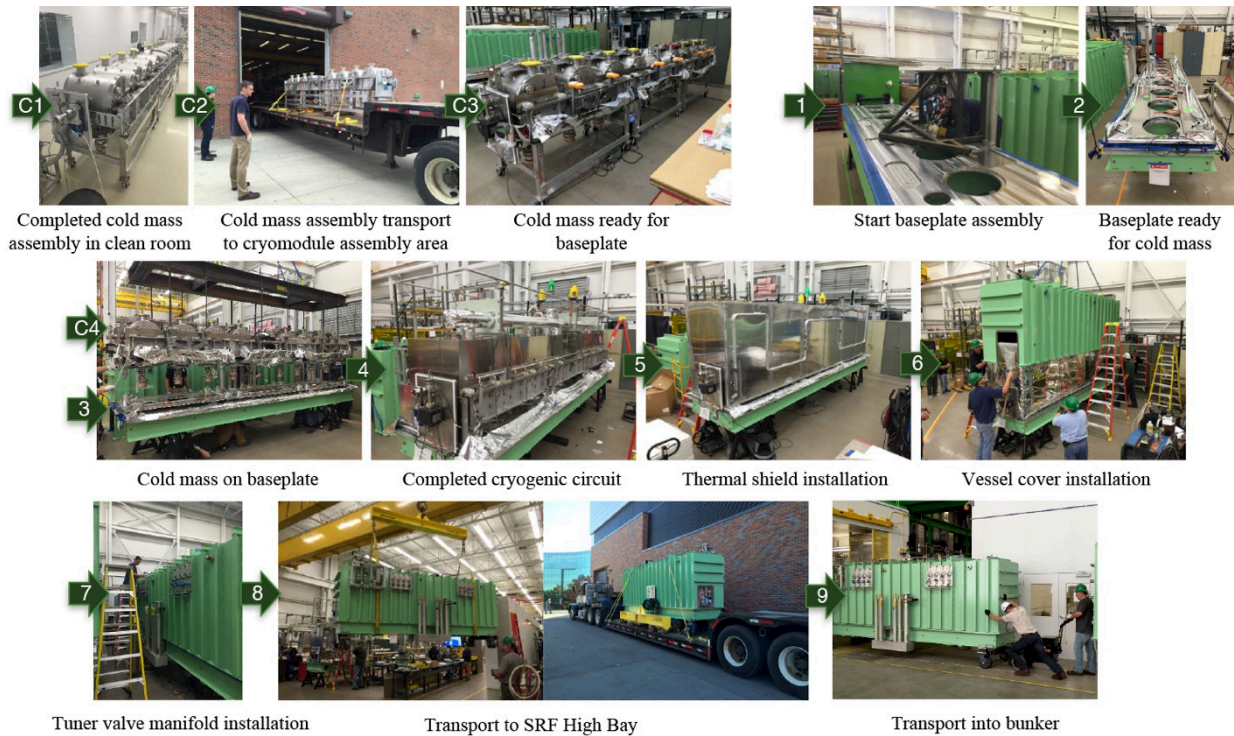 C1
C2
C3
1
2
Completed cold mass
assembly in clean room
Cold mass assembly transport
to cryomodule assembly area
Cold mass ready for
baseplate
Start baseplate assembly
Baseplate ready
for cold mass
C4
3
4
5
6
Cold mass on baseplate
Completed cryogenic circuit
Thermal shield installation
Vessel cover installation
7
8
9
Tuner valve manifold installation
Transport to SRF High Bay
Transport into bunker